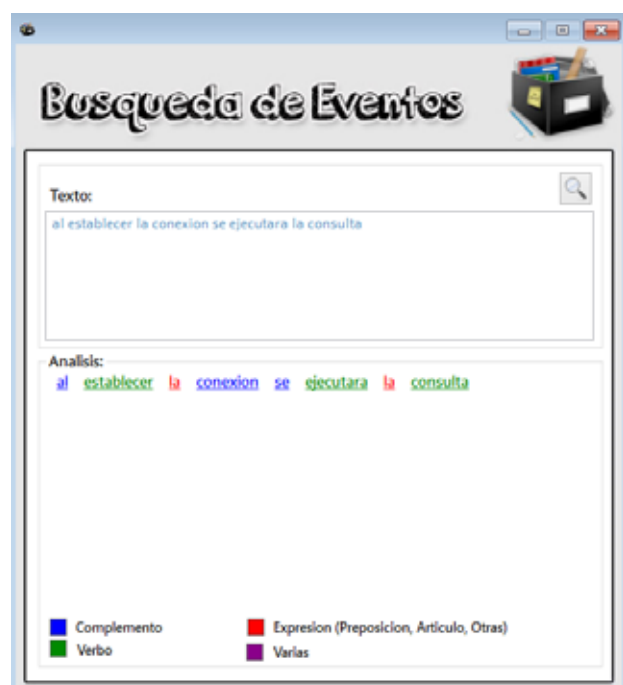 Busqueda de Eventos
Texto:
al establecer la conexion se ejecutara la consulta
Analisis:
al establecer la conexion se ejecutara la consulta
Complemento Expresion (Preposicion, Articulo, Otras)
Verbo Varias